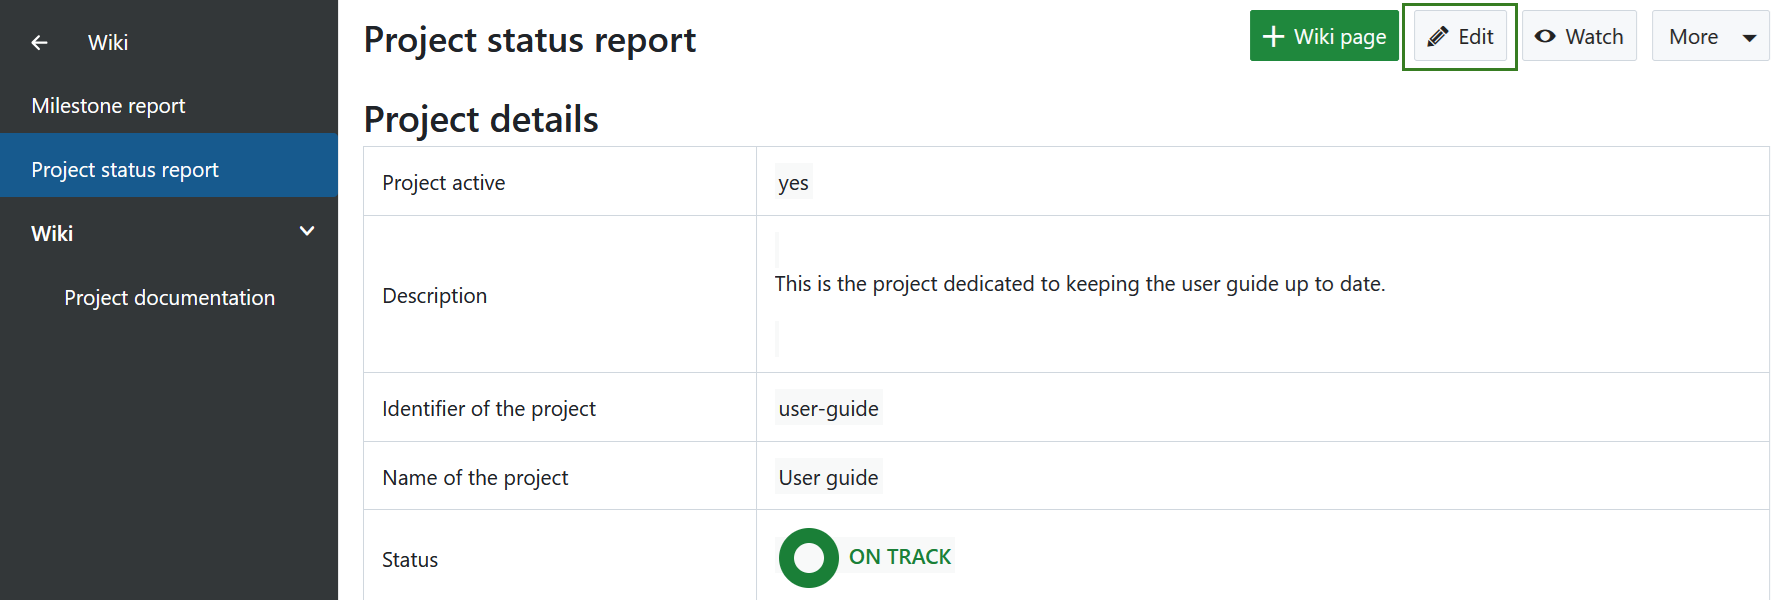 Wiki
Milestone report
Project status report
Wiki
Project documentation
Project status report
Wiki page
Edit
Watch
More
Project details
Project active
yes
Description
This is the project dedicated to keeping the user guide up to date.
Identifier of the project
user-guide
Name of the project
User guide
Status
ON TRACK